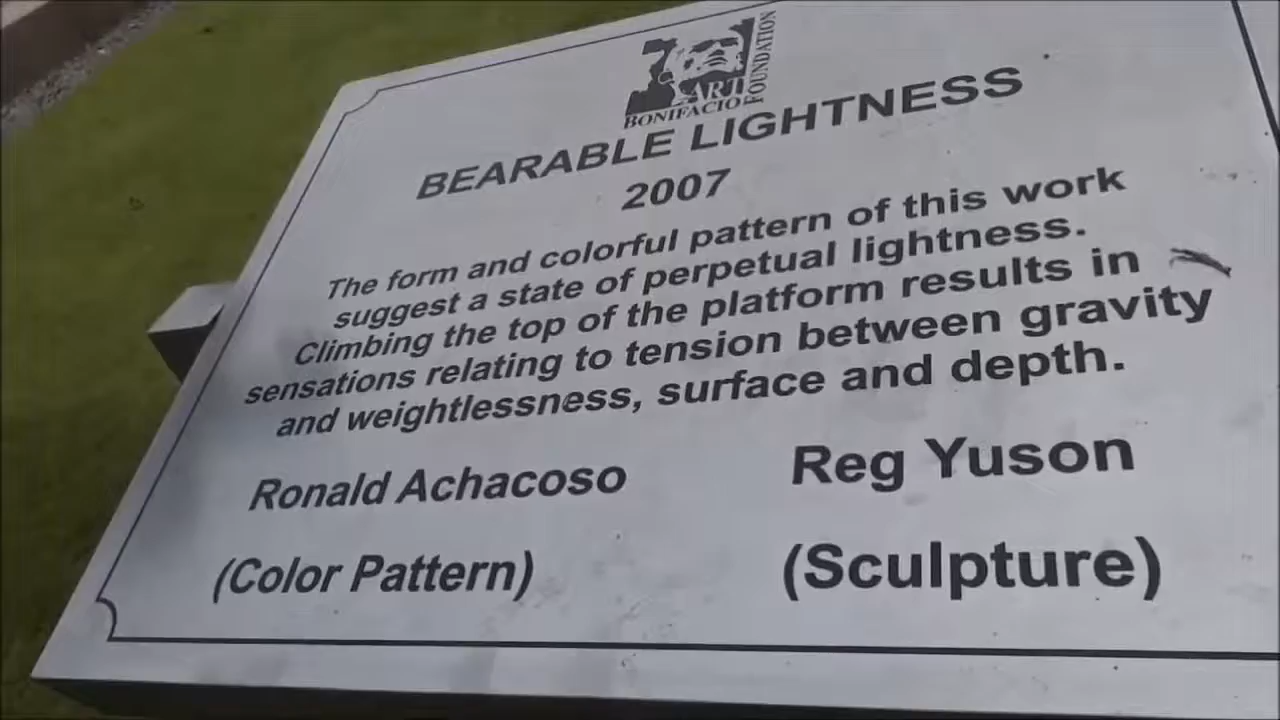 ARTI
BONIFACIO
FOUNDATION
BEARABLE LIGHTNESS
2007
The form and colorful pattern of this work
suggest a state of perpetual lightness.
Climbing the top of the platform results in
sensations relating to tension between gravity
and weightlessness, surface and depth.
Ronald Achacoso
Reg Yuson
(Color Pattern)
(Sculpture)